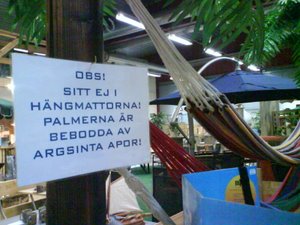 OBS!
SITT EJ I
HÄNGMATTORNA!
PALMERNA ÄR
BEBODDA AV
ARGSINTA APOR!